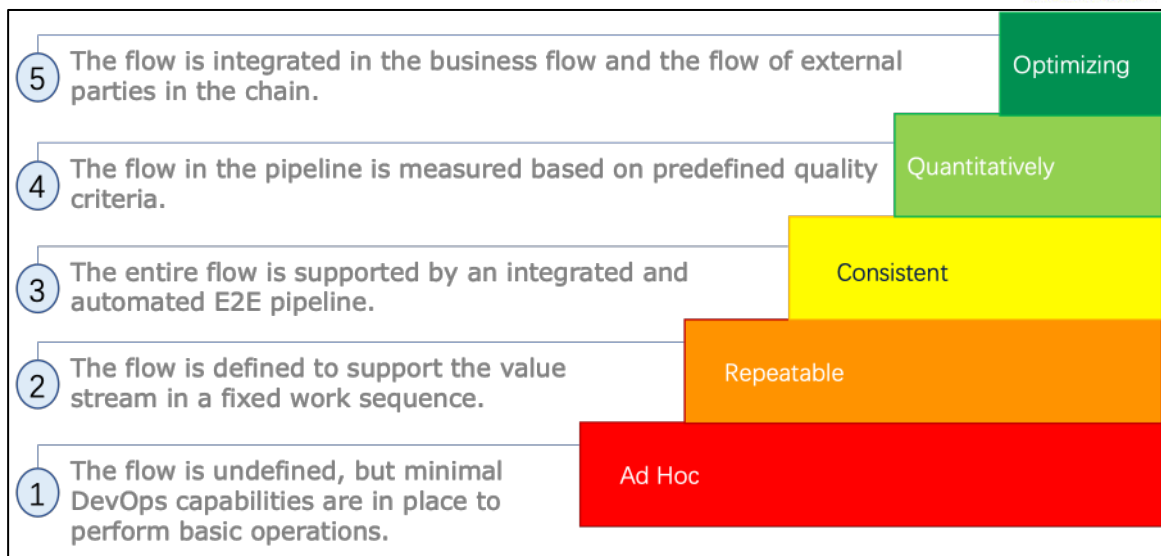 5
The flow is integrated in the business flow and the flow of external
parties in the chain.
Optimizing
4
The flow in the pipeline is measured based on predefined quality
criteria.
Quantitatively
3
The entire flow is supported by an integrated and
automated E2E pipeline.
Consistent
2
The flow is defined to support the value
stream in a fixed work sequence.
Repeatable
1
The flow is undefined, but minimal
DevOps capabilities are in place to
perform basic operations.
Ad Hoc